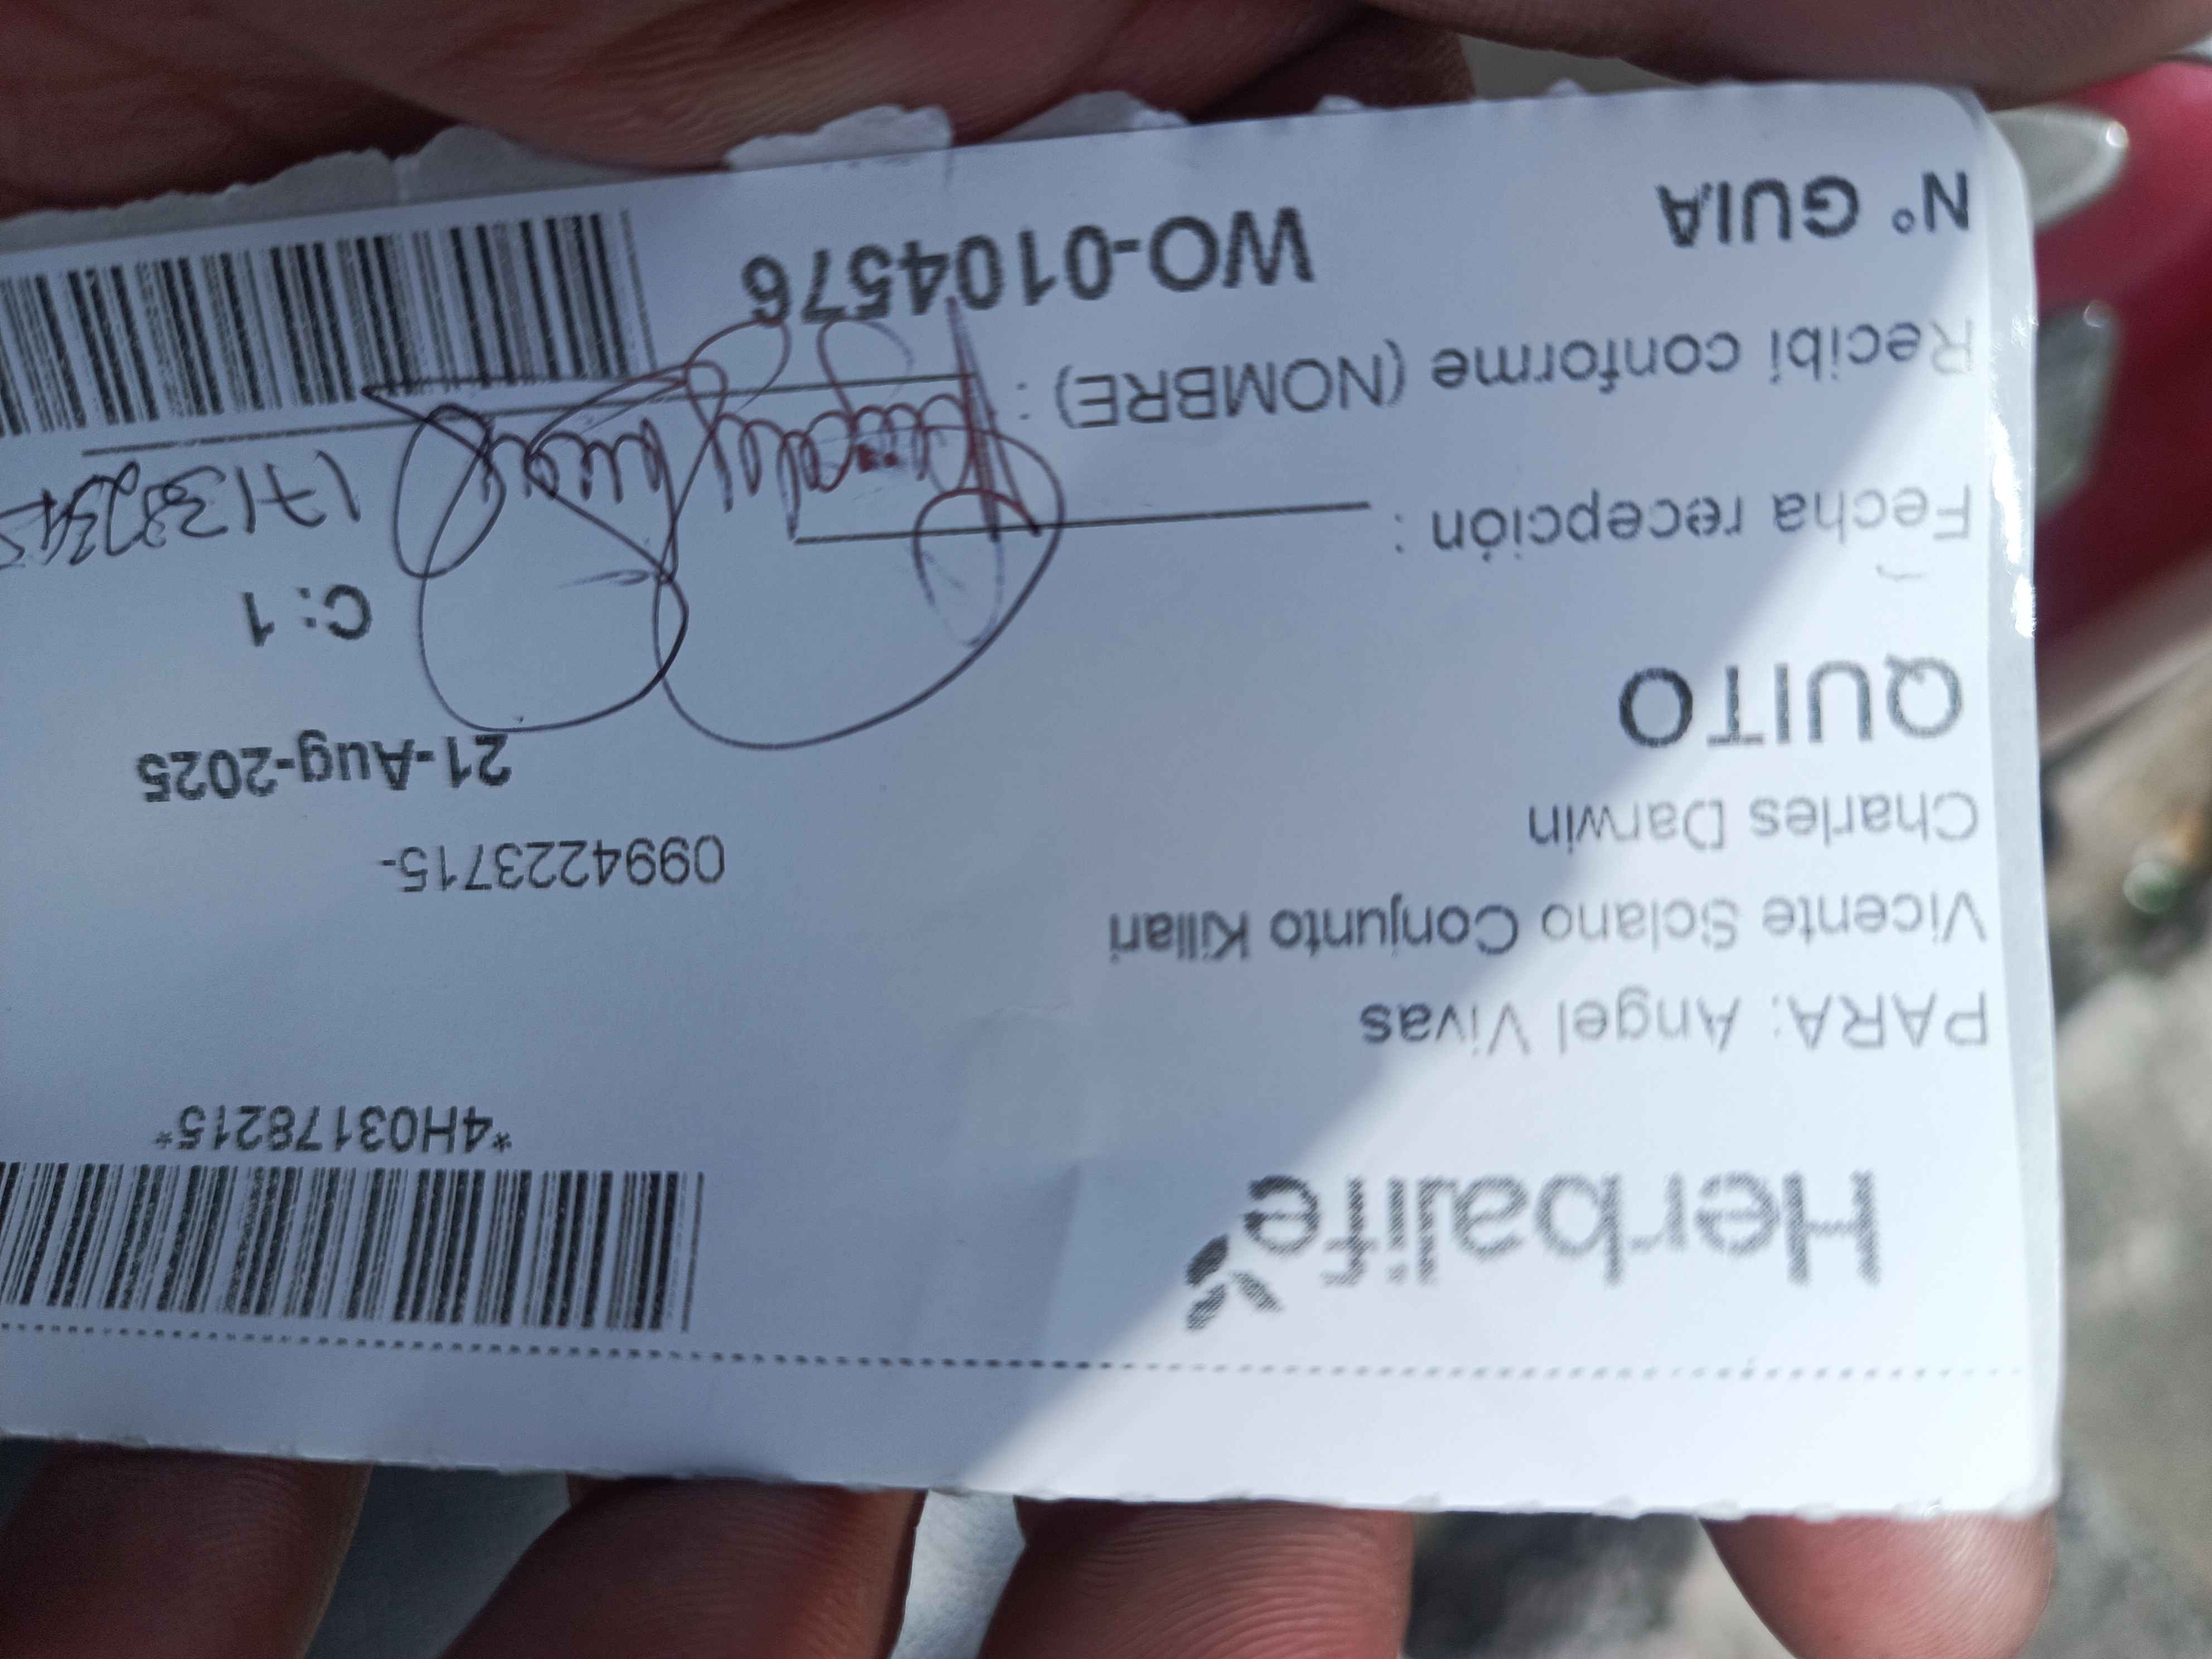 Herbalife
*4H03178215*
PARA: Angel Vivas
Vicente Solano Conjunto Killari
0994223715-
Charles Darwin
21-Aug-2025
QUITO
C: 1
Fecha recepción :
Recibí conforme (NOMBRE) :
N° GUIA
WO-0104576